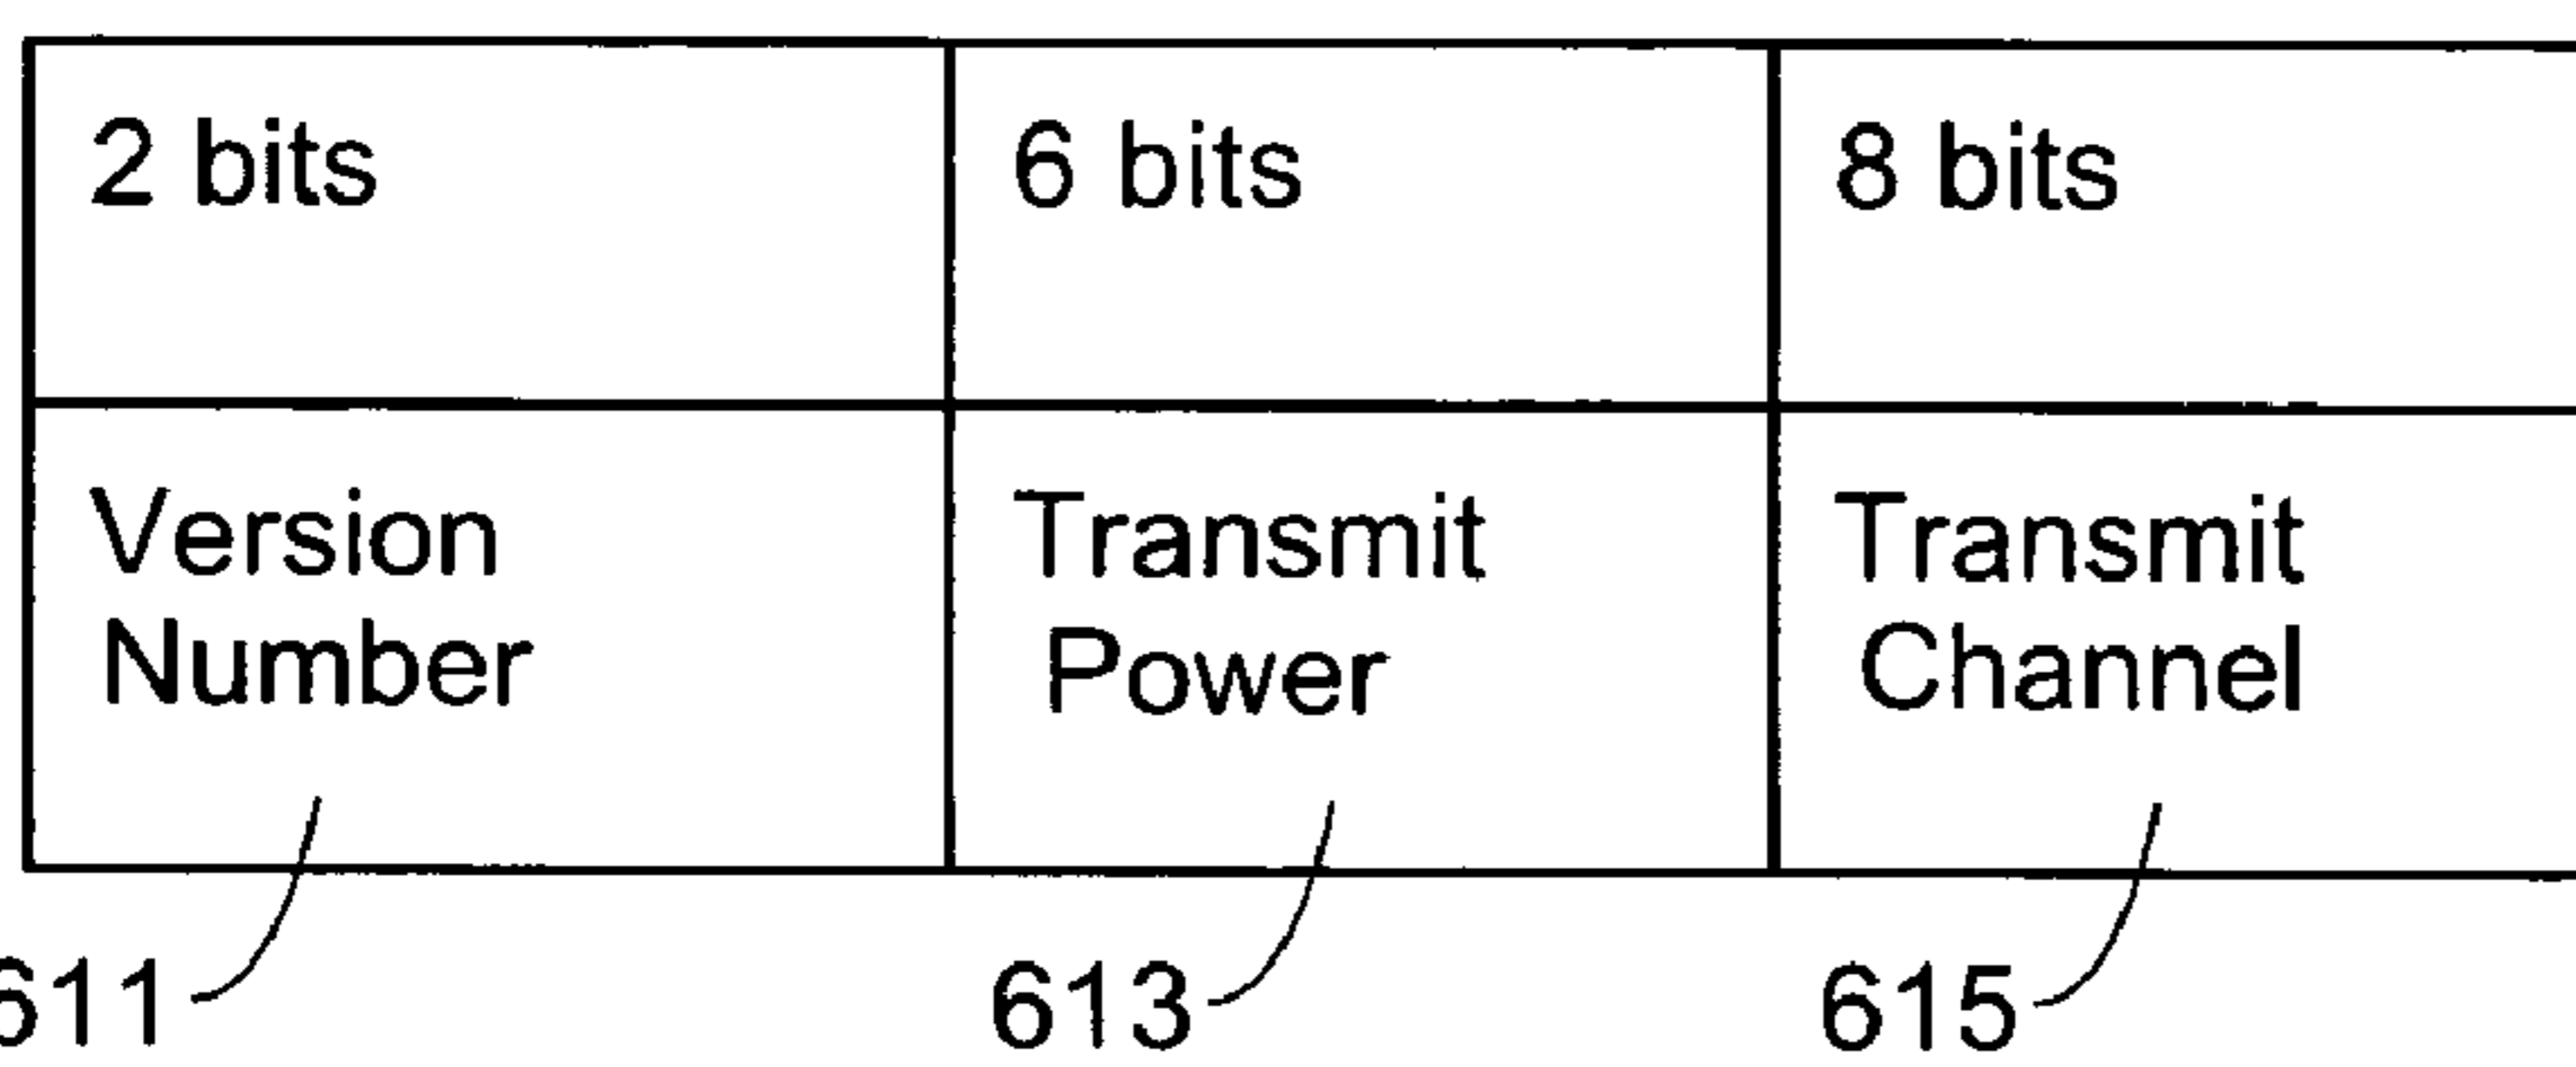 2 bits 6 bits 8 bits
Version Transmit Transmit
Number Power Channel
611 613 615